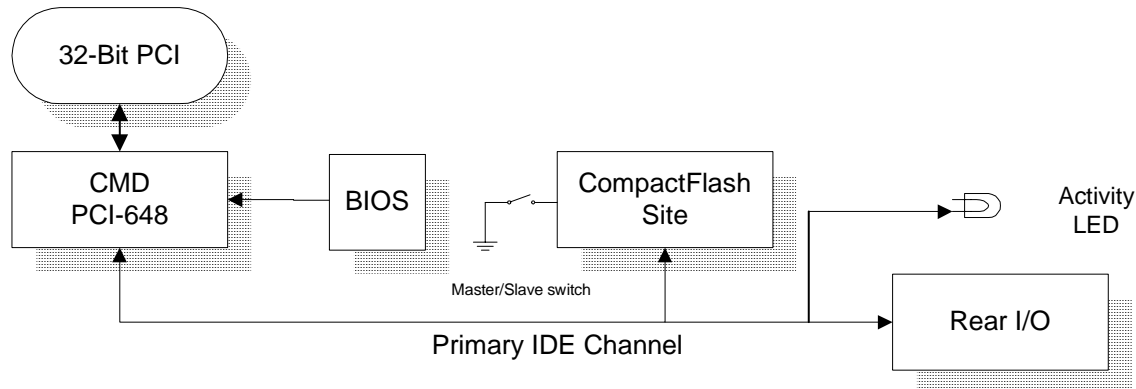 32-Bit PCI
CMD
PCI-648
BIOS
CompactFlash
Site
Activity
LED
Master/Slave switch
Rear I/O
Primary IDE Channel